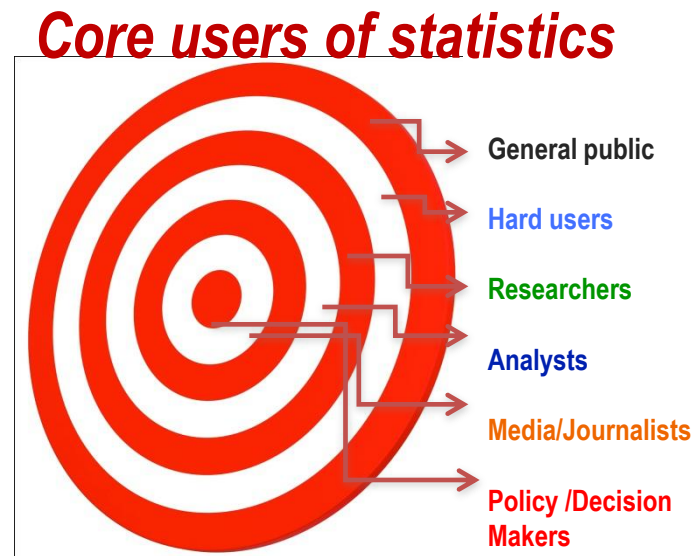 Core users of statistics
General public
Hard users
Researchers
Analysts
Media/Journalists
Policy /Decision
Makers